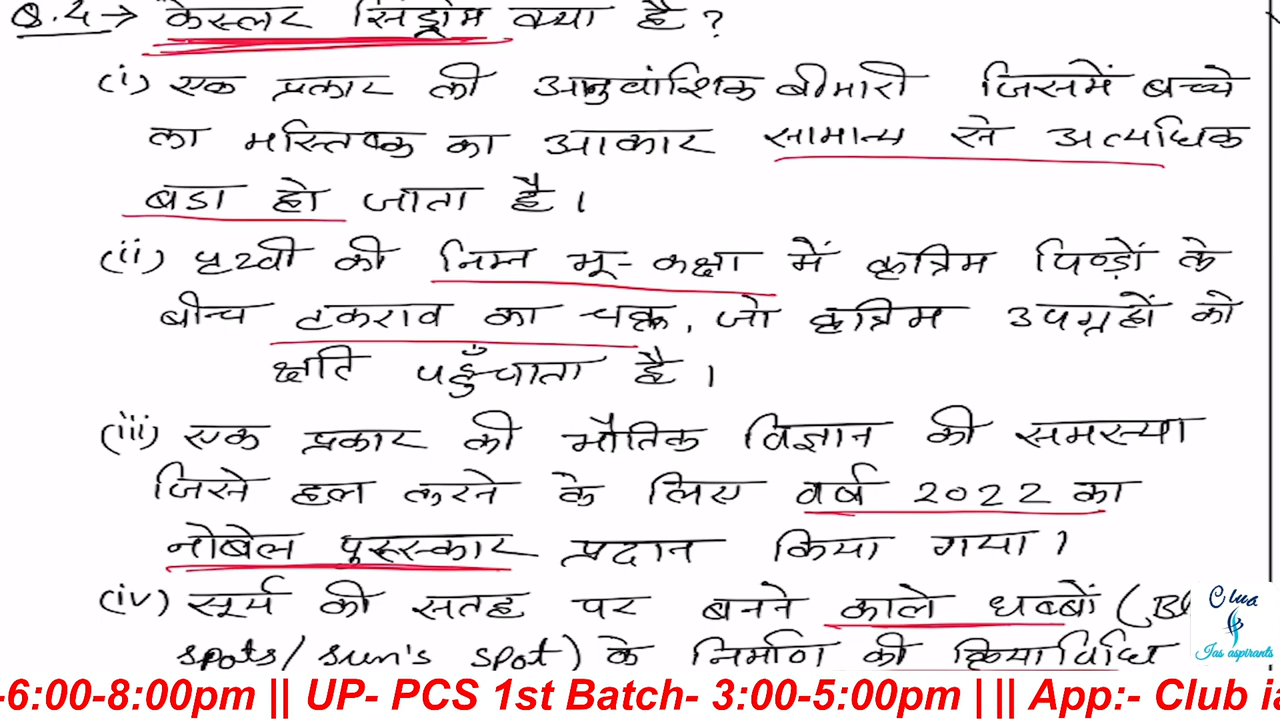 Q.4→ केस्लर सिंड्रोम क्या है?
(i) एक प्रकार की आनुवांशिक बीमारी जिसमें बच्चे
का मस्तिष्क का आकार सामान्य से अत्यधिक
बडा हो जाता है।
(ii) पृथ्वी की निम्न भू-कक्षा में कृत्रिम पिण्ड़ों के
बीच टकराव का चक्र, जो कृत्रिम उपग्रहों को
क्षति पहुँचाता है।
(iii) एक प्रकार की भौतिक विज्ञान की समस्या
जिसे हल करने के लिए वर्ष 2022 का
नोबेल पुरस्कार प्रदान किया गया।
(iv) सूर्य की सतह पर बनने काले धब्बों (
spots/sun's spot) के निर्माण की क्रियाविधि
Club
Ias aspirants
-6:00-8:00pm || UP- PCS 1st Batch- 3:00-5:00pm | || App:- Club ia